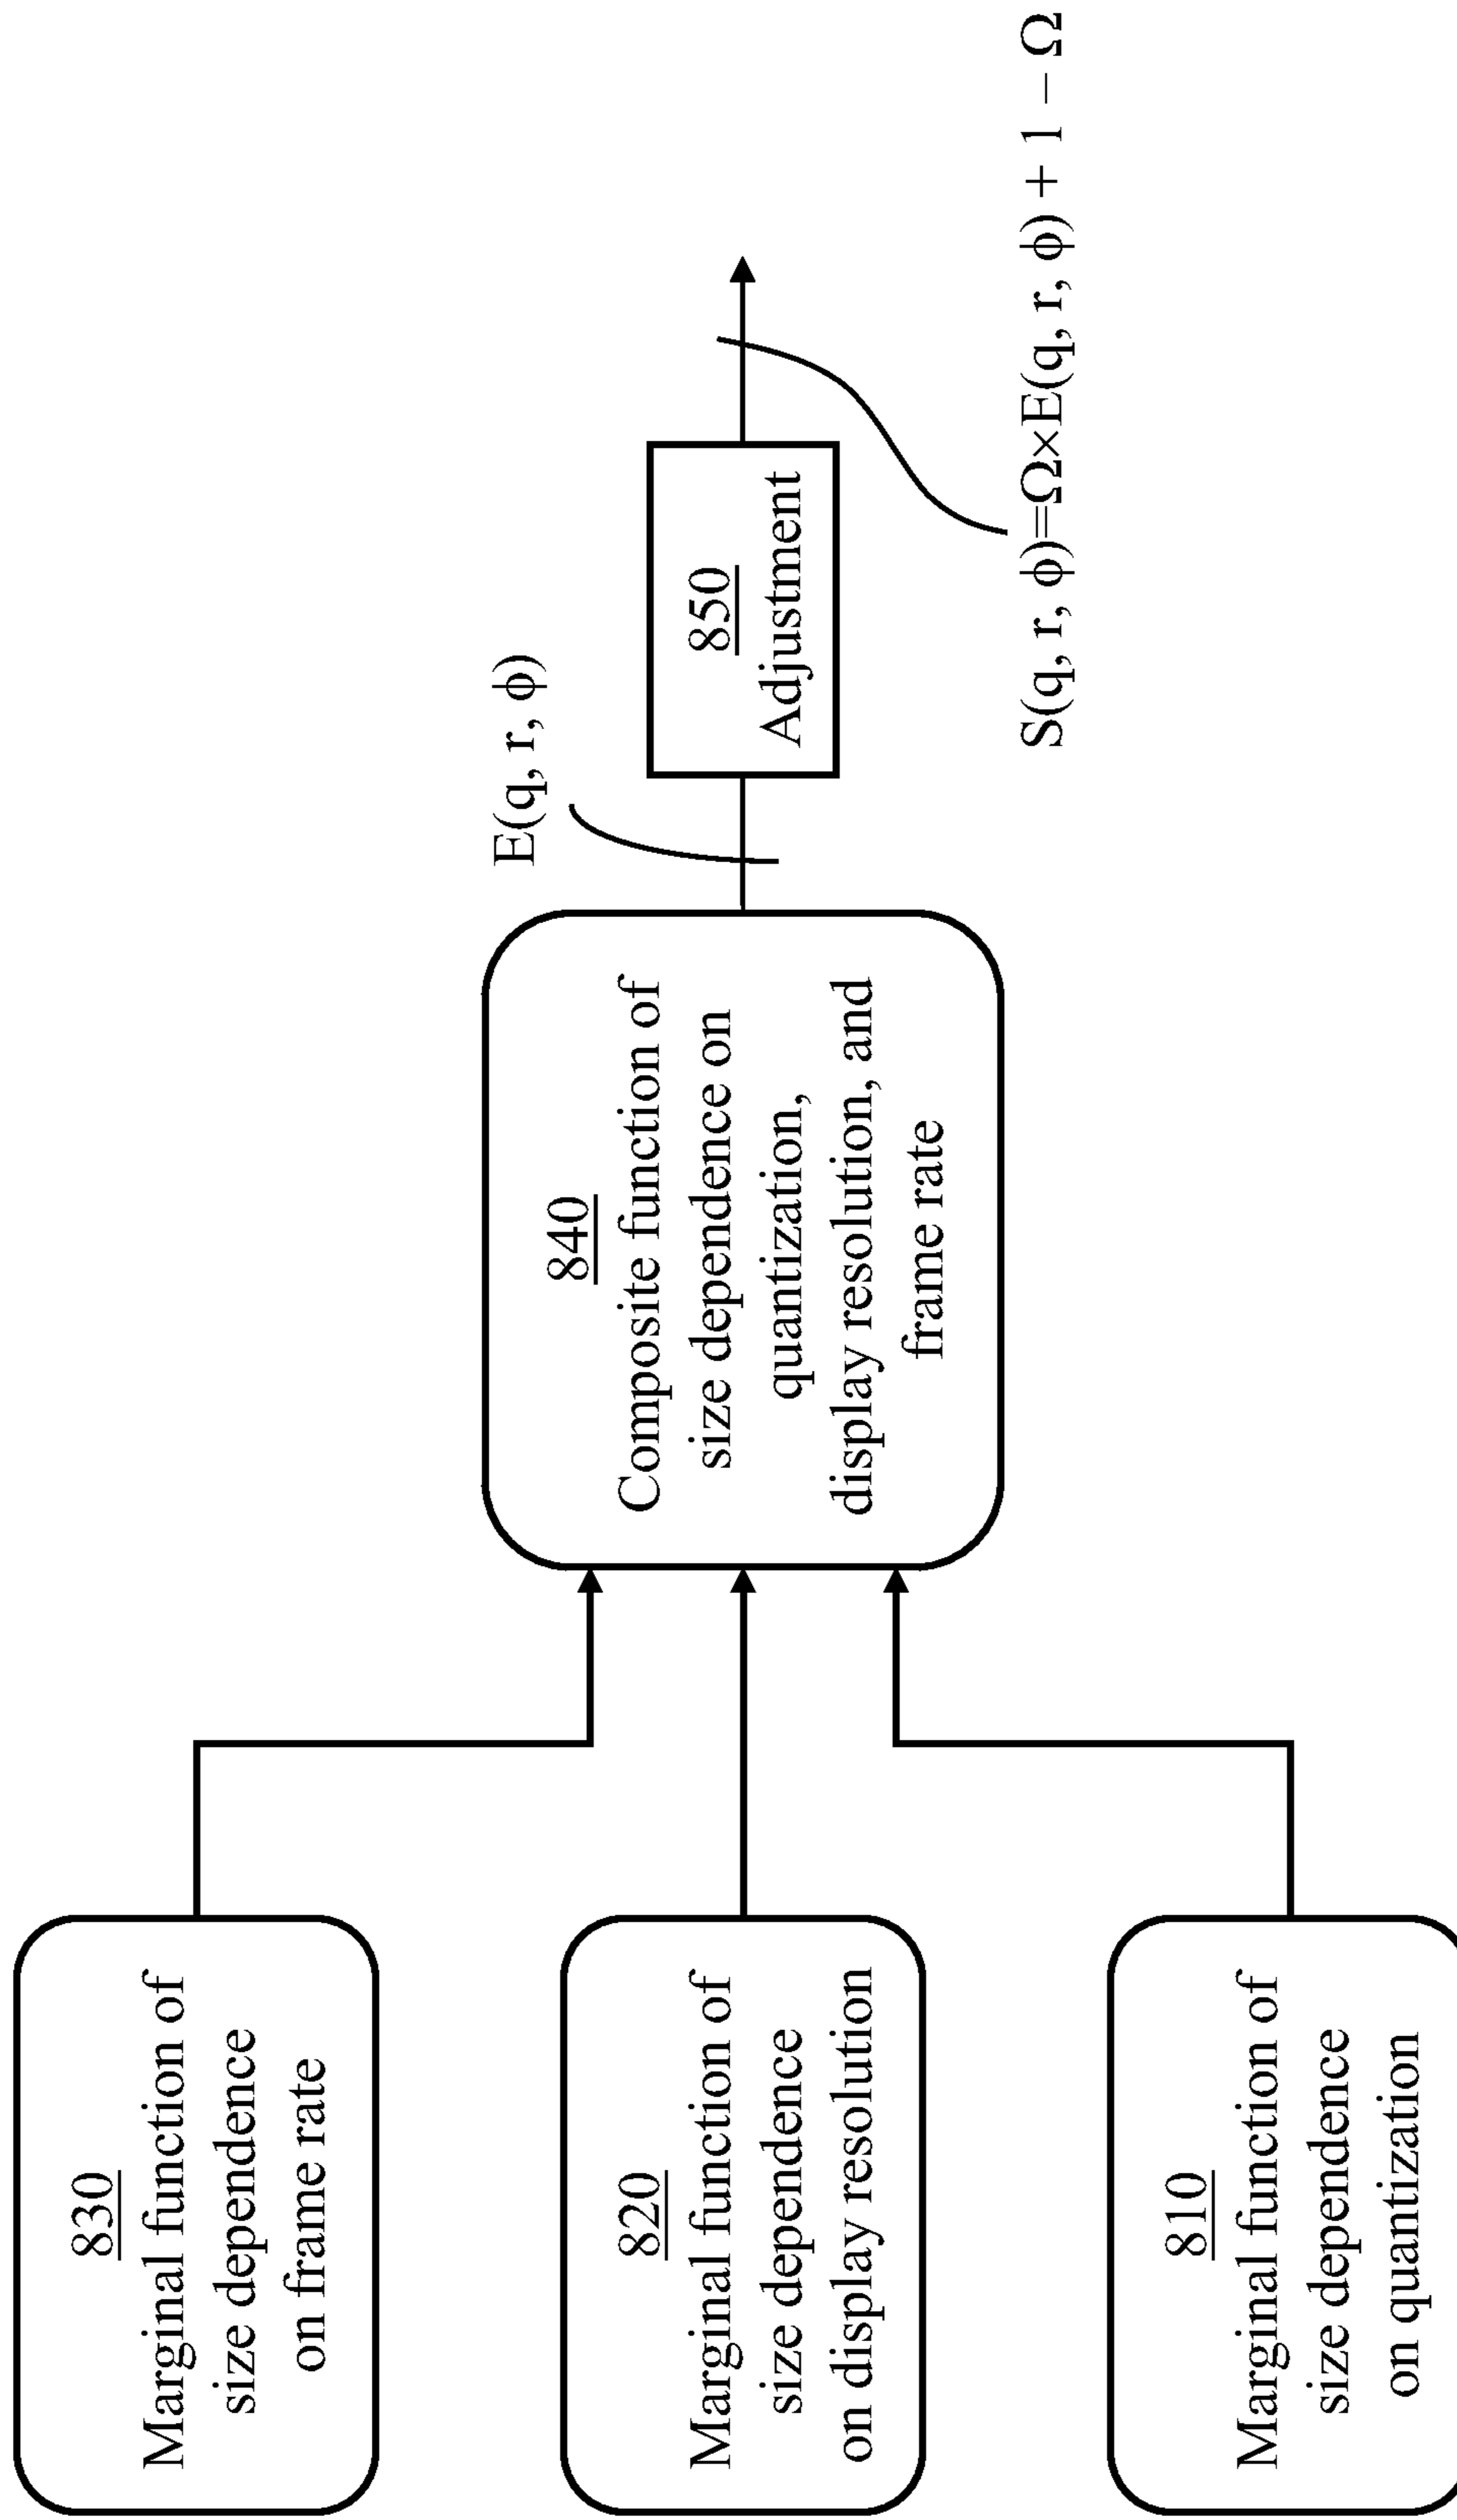 830
Marginal function of
size dependence
on frame rate
820
Marginal function of
size dependence
on display resolution
810
Marginal function of
size dependence
on quantization
840
Composite function of
size dependence on
quantization,
display resolution, and
frame rate
E(q, r, ϕ)
850
Adjustment
S(q, r, ϕ)=Ω×E(q, r, ϕ) + 1 − Ω